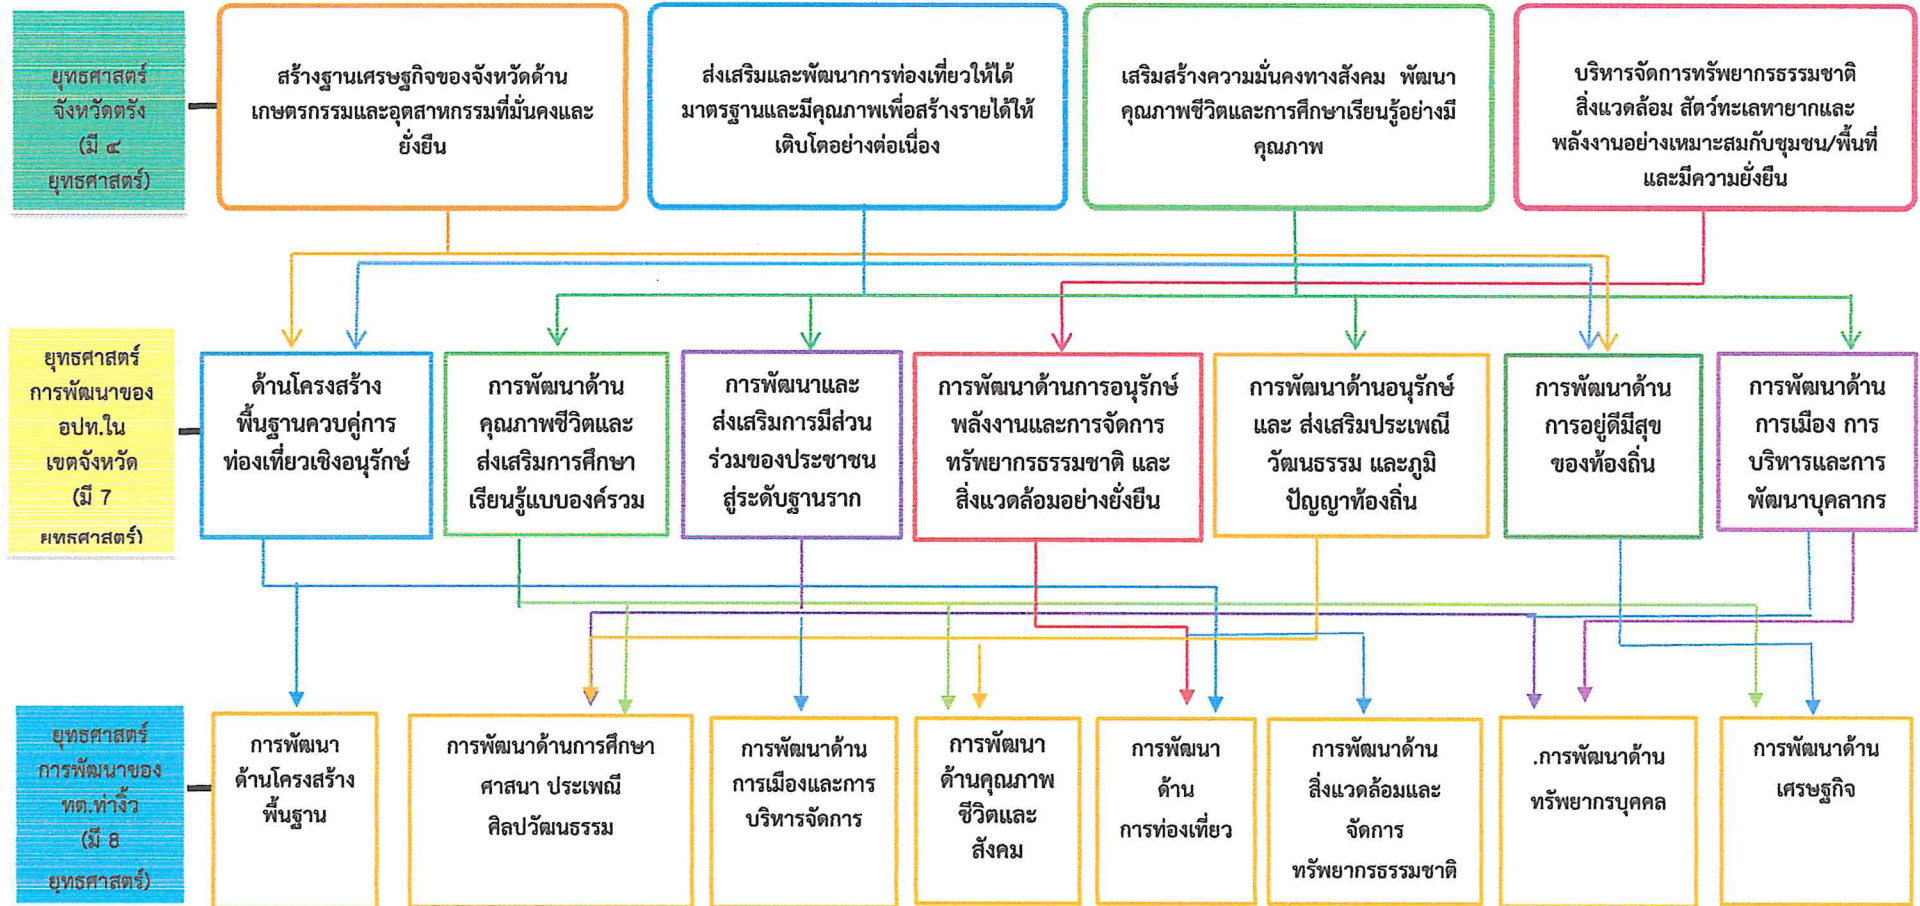 ยุทธศาสตร์
จังหวัดตรัง
(มี ๔
ยุทธศาสตร์)
สร้างฐานเศรษฐกิจของจังหวัดด้าน
เกษตรกรรมและอุตสาหกรรมที่มั่นคงและ
ยั่งยืน
ส่งเสริมและพัฒนาการท่องเที่ยวให้ได้
มาตรฐานและมีคุณภาพเพื่อสร้างรายได้ให้
เติบโตอย่างต่อเนื่อง
เสริมสร้างความมั่นคงทางสังคม พัฒนา
คุณภาพชีวิตและการศึกษาเรียนรู้อย่างมี
คุณภาพ
บริหารจัดการทรัพยากรธรรมชาติ
สิ่งแวดล้อม สัตว์ทะเลหายากและ
พลังงานอย่างเหมาะสมกับชุมชน/พื้นที่
และมีความยั่งยืน
ยุทธศาสตร์
การพัฒนาของ
อปท.ใน
เขตจังหวัด
(มี 7
ยุทธศาสตร์)
ด้านโครงสร้าง
พื้นฐานควบคู่การ
ท่องเที่ยวเชิงอนุรักษ์
การพัฒนาด้าน
คุณภาพชีวิตและ
ส่งเสริมการศึกษา
เรียนรู้แบบองค์รวม
การพัฒนาและ
ส่งเสริมการมีส่วน
ร่วมของประชาชน
สู่ระดับฐานราก
การพัฒนาด้านการอนุรักษ์
พลังงานและการจัดการ
ทรัพยากรธรรมชาติ และ
สิ่งแวดล้อมอย่างยั่งยืน
การพัฒนาด้านอนุรักษ์
และ ส่งเสริมประเพณี
วัฒนธรรม และภูมิ
ปัญญาท้องถิ่น
การพัฒนาด้าน
การอยู่ดีมีสุข
ของท้องถิ่น
การพัฒนาด้าน
การเมือง การ
บริหารและการ
พัฒนาบุคลากร
ยุทธศาสตร์
การพัฒนาของ
ทต.ท่างิ้ว
(มี 8
ยุทธศาสตร์)
การพัฒนา
ด้านโครงสร้าง
พื้นฐาน
การพัฒนาด้านการศึกษา
ศาสนา ประเพณี
ศิลปวัฒนธรรม
การพัฒนาด้าน
การเมืองและการ
บริหารจัดการ
การพัฒนา
ด้านคุณภาพ
ชีวิตและ
สังคม
การพัฒนา
ด้าน
การท่องเที่ยว
การพัฒนาด้าน
สิ่งแวดล้อมและ
จัดการ
ทรัพยากรธรรมชาติ
.การพัฒนาด้าน
ทรัพยากรบุคคล
การพัฒนาด้าน
เศรษฐกิจ